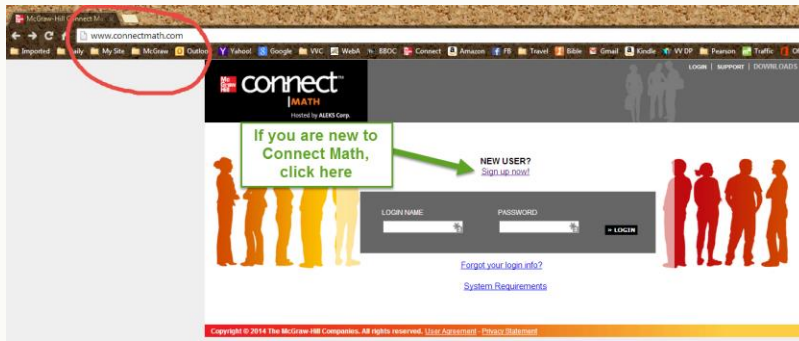 McGraw-Hill Connect M
www.connectmath.com
Imported
My Site
McGraw
Outloo
Yahoo!
Google
VVC
WebA
EBOC
Connect
Amazon
FB
Travel
Bible
Gmail
Kindle
VV DP
Pearson
Traffic
LOGIN | SUPPORT | DOWNLOADS
Mc Graw Hill
connect
MATH
Hosted by ALEKS Corp.
If you are new to
Connect Math,
click here
NEW USER?
Sign up now!
LOGIN NAME
PASSWORD
» LOGIN
Forgot your login info?
System Requirements
Copyright © 2014 The McGraw-Hill Companies. All rights reserved. User Agreement - Privacy Statement